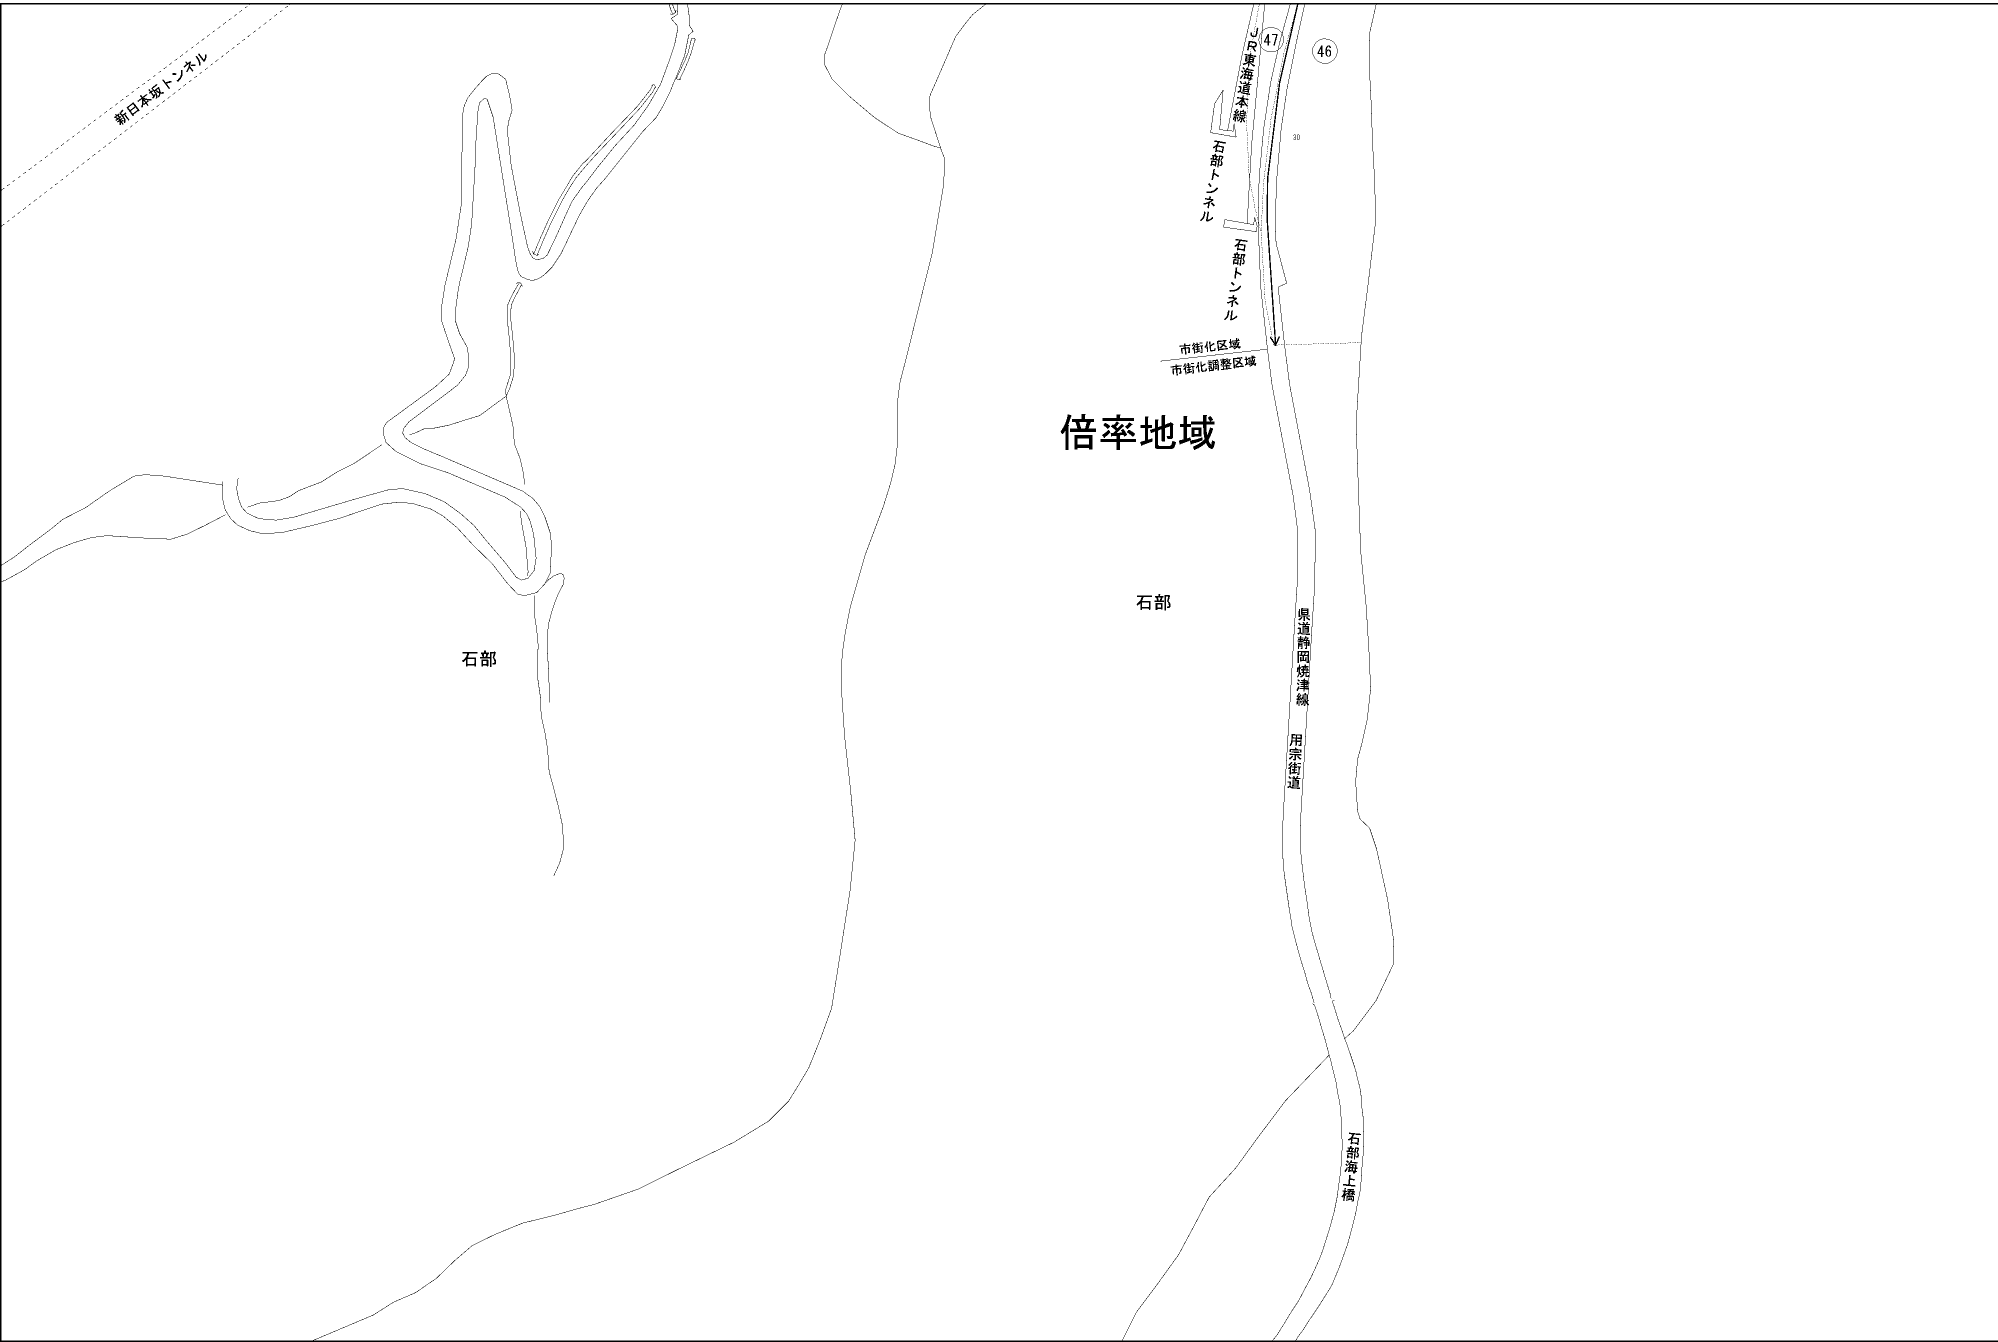 新日本坂トンネル
JR東海道本線
47
46
30
石部トンネル
石部トンネル
市街化区域
市街化調整区域
倍率地域
石部
石部
県道静岡焼津線
用宗街道
石部海上橋